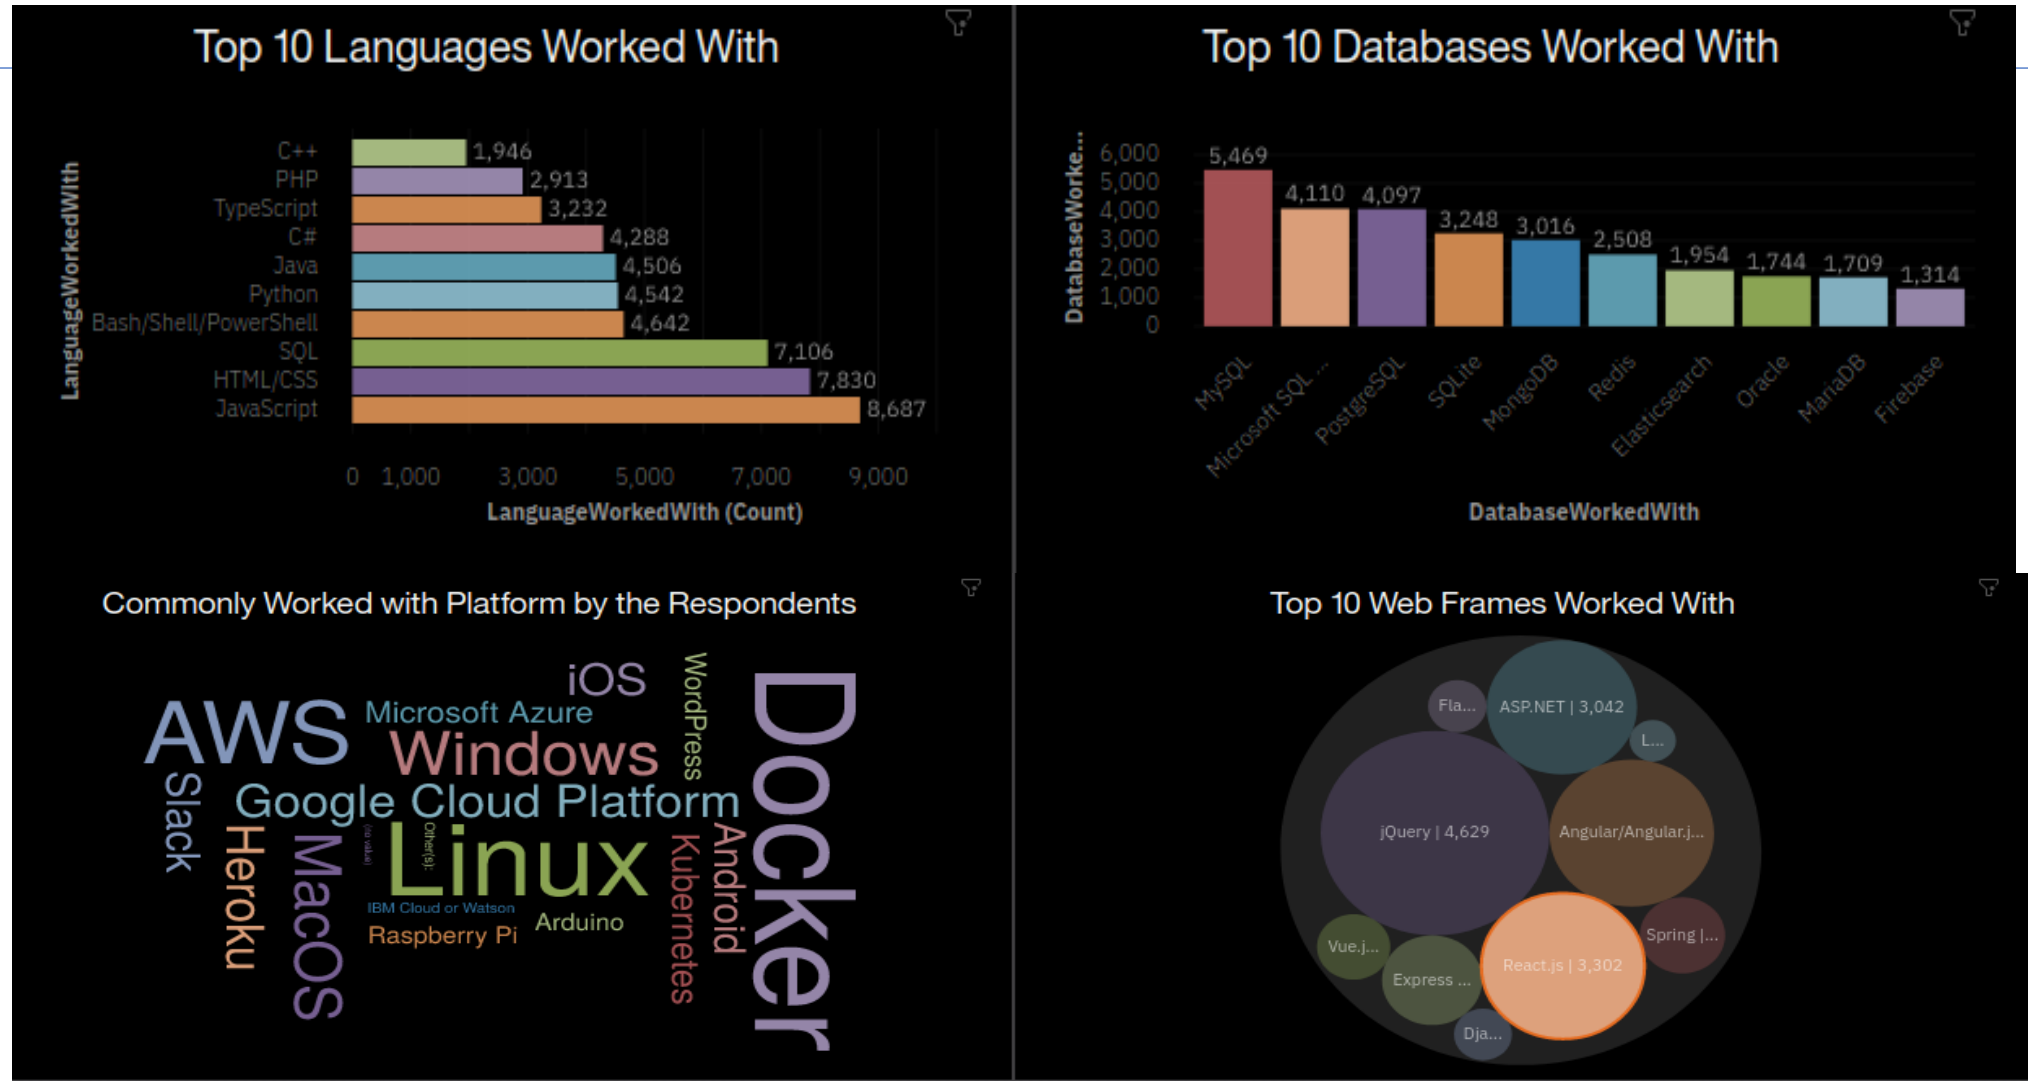 Top 10 Languages Worked With
LanguageWorkedWith
C++ 1,946
PHP 2,913
TypeScript 3,232
C# 4,288
Java 4,506
Python 4,542
Bash/Shell/PowerShell 4,642
SQL 7,106
HTML/CSS 7,830
JavaScript 8,687
0 1,000 3,000 5,000 7,000 9,000
LanguageWorkedWith (Count)
Top 10 Databases Worked With
DatabaseWorke...
6,000
5,000
4,000
3,000
2,000
1,000
0
5,469 4,110 4,097 3,248 3,016 2,508 1,954 1,744 1,709 1,314
MySQL
Microsoft SQL ...
PostgreSQL
SQLite
MongoDB
Redis
Elasticsearch
Oracle
MariaDB
Firebase
DatabaseWorkedWith
Commonly Worked with Platform by the Respondents
iOS
WordPress
Docker
AWS
Microsoft Azure
Windows
Slack
Google Cloud Platform
Heroku
MacOS
(no value)
Other(s):
Linux
Kubernetes
Android
IBM Cloud or Watson
Arduino
Raspberry Pi
Top 10 Web Frames Worked With
Fla...
ASP.NET | 3,042
L...
jQuery | 4,629
Angular/Angular.j...
Vue.j...
Express ...
React.js | 3,302
Spring |...
Dja...